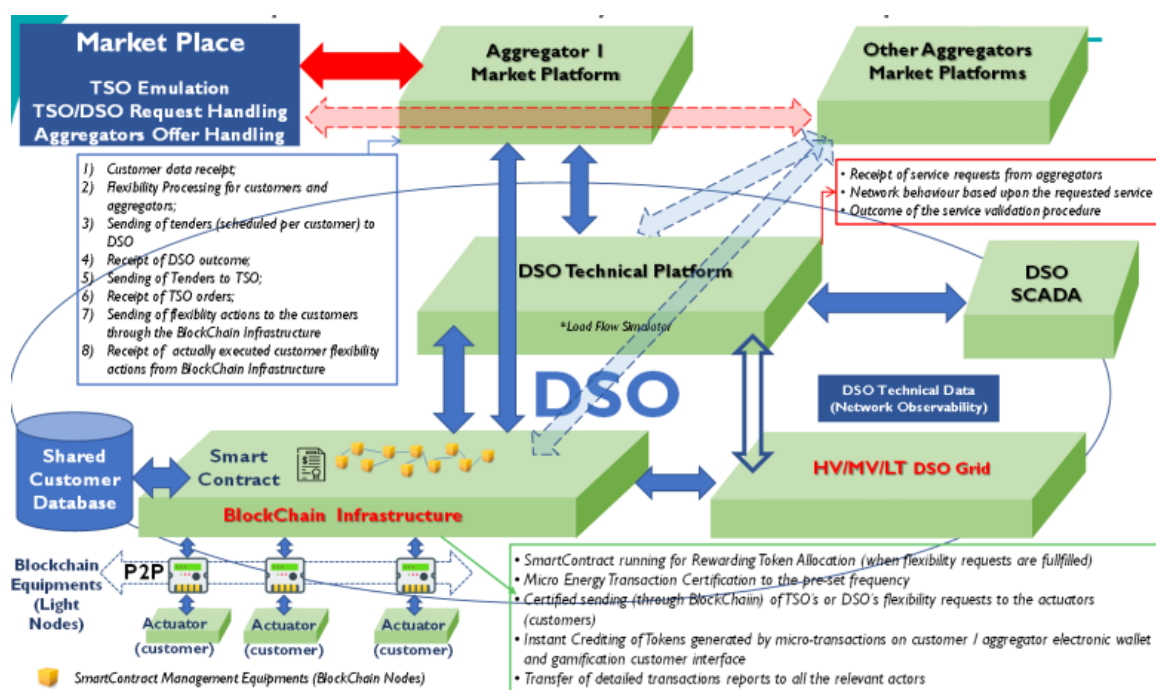 Market Place
TSO Emulation
TSO/DSO Request Handling
Aggregators Offer Handling
Aggregator 1
Market Platform
Other Aggregators
Market Platforms
1) Customer data receipt;
2) Flexibility Processing for customers and
aggregators;
3) Sending of tenders (scheduled per customer) to
DSO
4) Receipt of DSO outcome;
5) Sending of Tenders to TSO;
6) Receipt of TSO orders;
7) Sending of flexiblity actions to the customers
through the BlockChain Infrastructure
8) Receipt of actually executed customer flexibility
actions from BlockChain Infrastructure
• Receipt of service requests from aggregators
• Network behaviour based upon the requested service
• Outcome of the service validation procedure
DSO Technical Platform
*Load Flow Simulator
DSO
SCADA
DSO
DSO Technical Data
(Network Observability)
Shared
Customer
Database
Smart
Contract
BlockChain Infrastructure
HV/MV/LT DSO Grid
Blockchain
Equipments
(Light
Nodes)
P2P
Actuator
(customer)
Actuator
(customer)
Actuator
(customer)
SmartContract Management Equipments (BlockChain Nodes)
• SmartContract running for Rewarding Token Allocation (when flexibility requests are fullfilled)
• Micro Energy Transaction Certification to the pre-set frequency
• Certified sending (through BlockChain) of TSO's or DSO's flexibility requests to the actuators
(customers)
• Instant Crediting of Tokens generated by micro-transactions on customer / aggregator electronic wallet
and gamification customer interface
• Transfer of detailed transactions reports to all the relevant actors